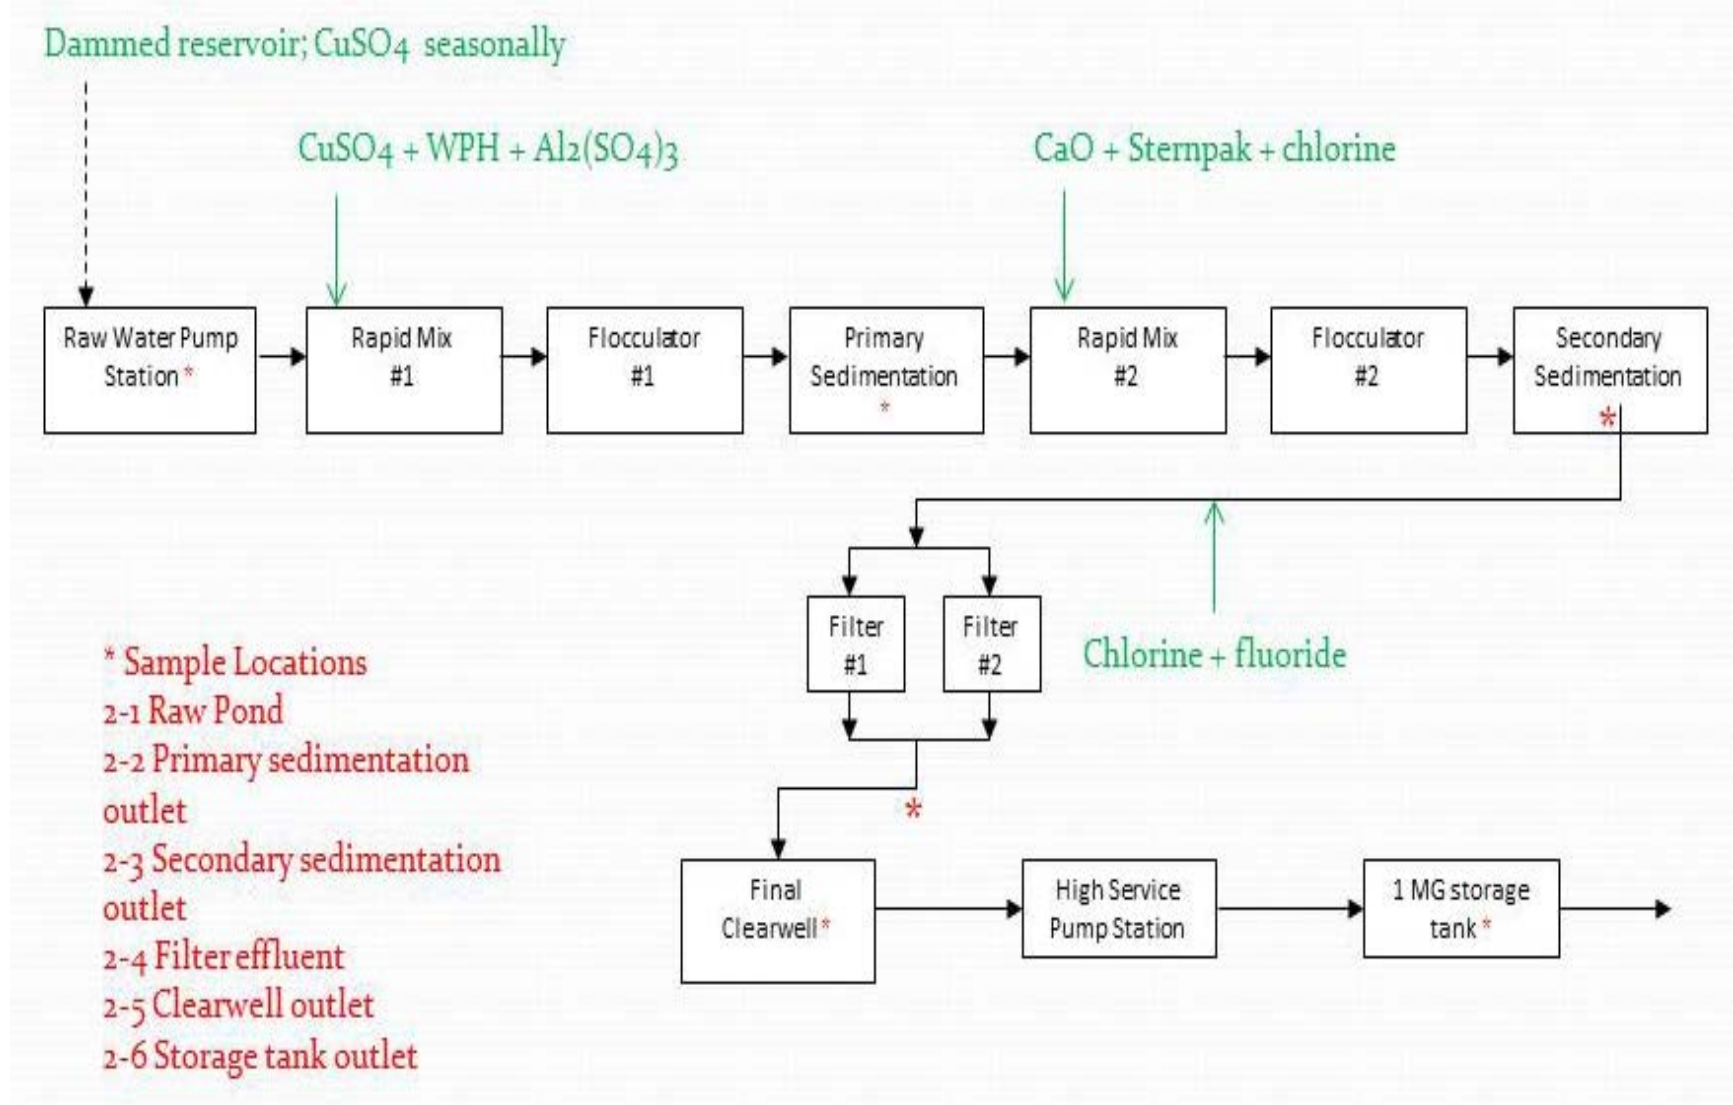 Dammed reservoir; CuSO4 seasonally
CuSO4 + WPH + Al2(SO4)3
CaO + Sternpak + chlorine
Raw Water Pump
Station *
Rapid Mix
#1
Flocculator
#1
Primary
Sedimentation
*
Rapid Mix
#2
Flocculator
#2
Secondary
Sedimentation
*
Filter
#1
Filter
#2
Chlorine + fluoride
*
Final
Clearwell *
High Service
Pump Station
1 MG storage
tank *
* Sample Locations
2-1 Raw Pond
2-2 Primary sedimentation
outlet
2-3 Secondary sedimentation
outlet
2-4 Filter effluent
2-5 Clearwell outlet
2-6 Storage tank outlet